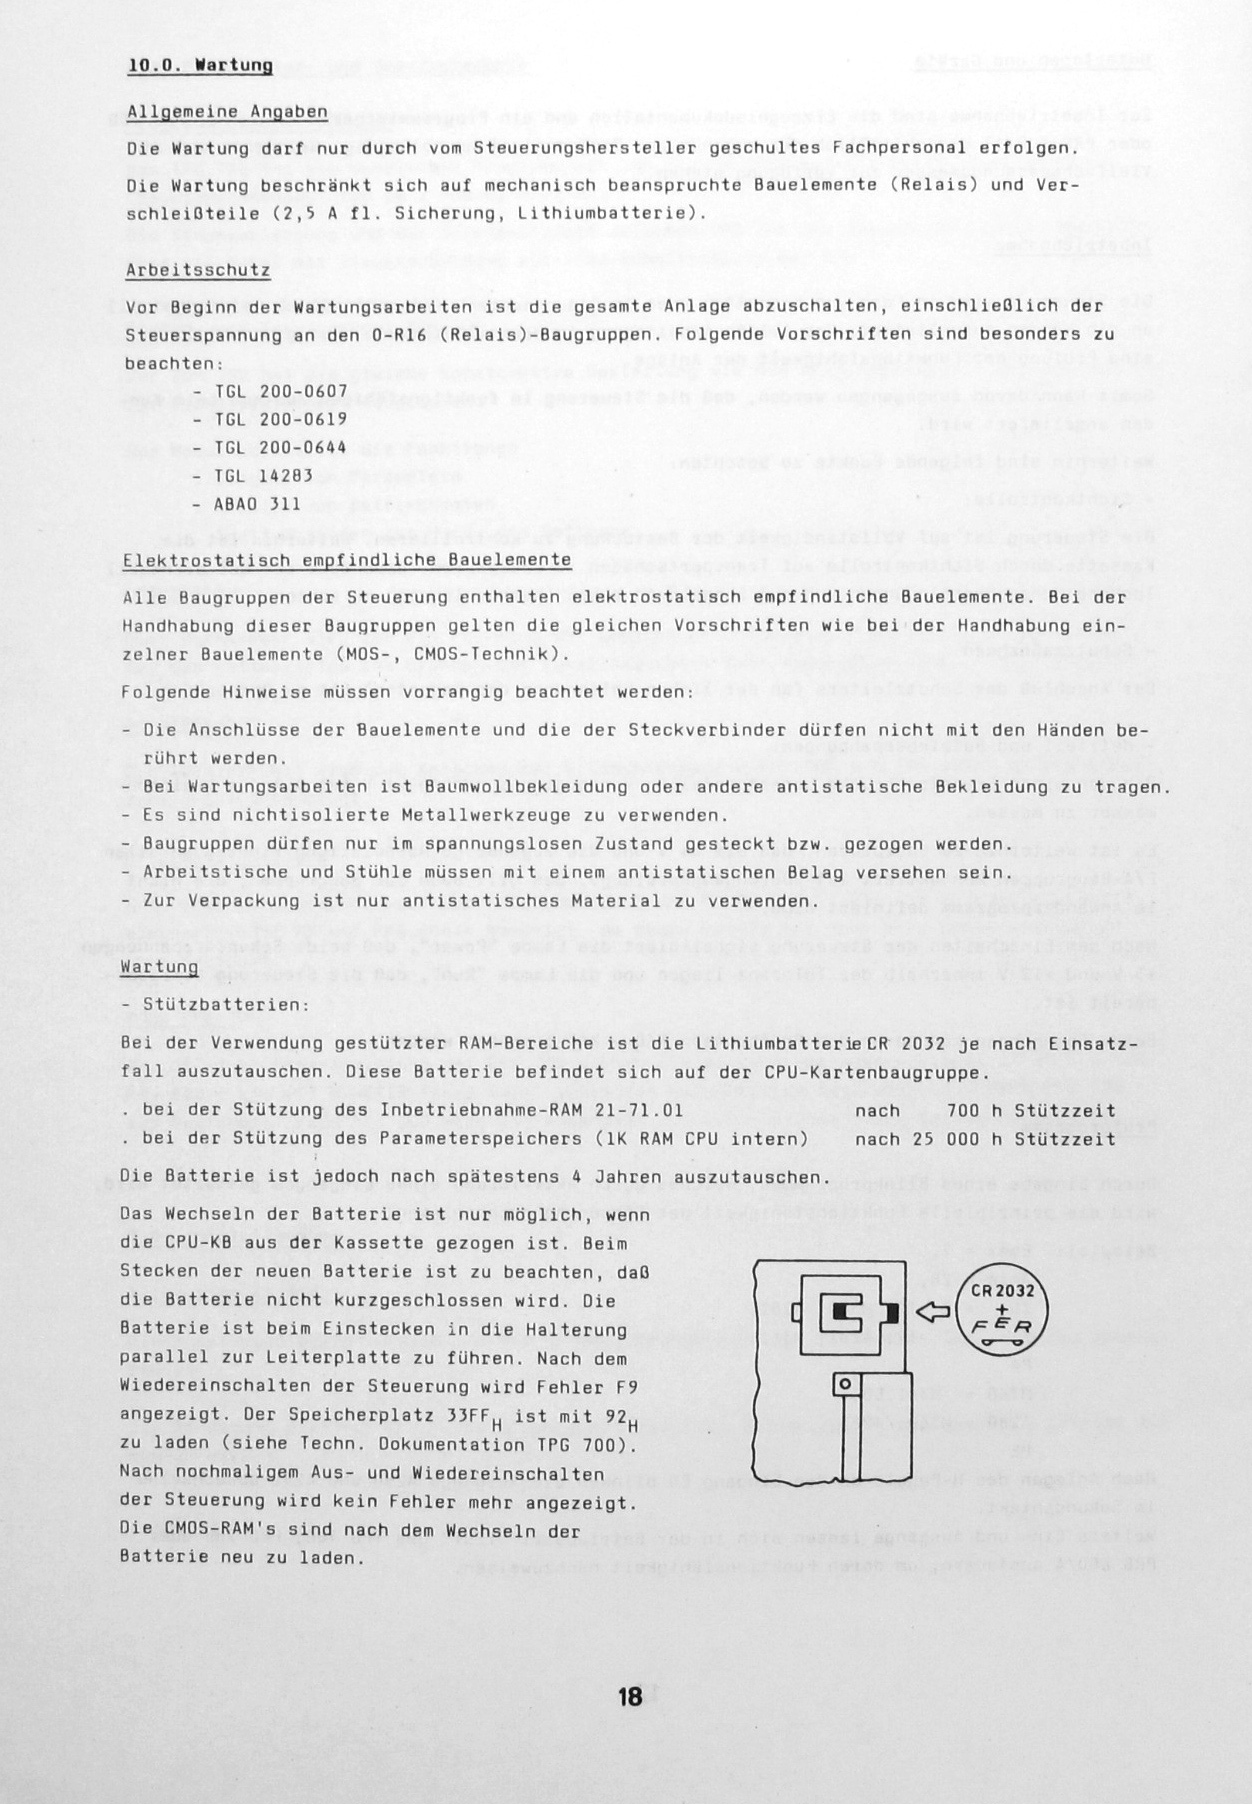 10.0. Wartung
Allgemeine Angaben
Die Wartung darf nur durch vom Steuerungshersteller geschultes Fachpersonal erfolgen.
Die Wartung beschränkt sich auf mechanisch beanspruchte Bauelemente (Relais) und Ver-
schleißteile (2,5 A fl. Sicherung, Lithiumbatterie).
Arbeitsschutz
Vor Beginn der Wartungsarbeiten ist die gesamte Anlage abzuschalten, einschließlich der
Steuerspannung an den O-R16 (Relais)-Baugruppen. Folgende Vorschriften sind besonders zu
beachten:
- TGL 200-0607
- TGL 200-0619
- TGL 200-0644
- TGL 14283
- ABAO 311
Elektrostatisch empfindliche Bauelemente
Alle Baugruppen der Steuerung enthalten elektrostatisch empfindliche Bauelemente. Bei der
Handhabung dieser Baugruppen gelten die gleichen Vorschriften wie bei der Handhabung ein-
zelner Bauelemente (MOS-, CMOS-Technik).
Folgende Hinweise müssen vorrangig beachtet werden:
- Die Anschlüsse der Bauelemente und die der Steckverbinder dürfen nicht mit den Händen be-
rührt werden.
- Bei Wartungsarbeiten ist Baumwollbekleidung oder andere antistatische Bekleidung zu tragen.
- Es sind nichtisolierte Metallwerkzeuge zu verwenden.
- Baugruppen dürfen nur im spannungslosen Zustand gesteckt bzw. gezogen werden.
- Arbeitstische und Stühle müssen mit einem antistatischen Belag versehen sein.
- Zur Verpackung ist nur antistatisches Material zu verwenden.
Wartung
- Stützbatterien:
Bei der Verwendung gestützter RAM-Bereiche ist die Lithiumbatterie CR 2032 je nach Einsatz-
fall auszutauschen. Diese Batterie befindet sich auf der CPU-Kartenbaugruppe.
. bei der Stützung des Inbetriebnahme-RAM 21-71.01 nach 700 h Stützzeit
. bei der Stützung des Parameterspeichers (1K RAM CPU intern) nach 25 000 h Stützzeit
Die Batterie ist jedoch nach spätestens 4 Jahren auszutauschen.
Das Wechseln der Batterie ist nur möglich, wenn
die CPU-KB aus der Kassette gezogen ist. Beim
Stecken der neuen Batterie ist zu beachten, daß
die Batterie nicht kurzgeschlossen wird. Die
Batterie ist beim Einstecken in die Halterung
parallel zur Leiterplatte zu führen. Nach dem
Wiedereinschalten der Steuerung wird Fehler F9
angezeigt. Der Speicherplatz 33FFH ist mit 92H
zu laden (siehe Techn. Dokumentation TPG 700).
Nach nochmaligem Aus- und Wiedereinschalten
der Steuerung wird kein Fehler mehr angezeigt.
Die CMOS-RAM's sind nach dem Wechseln der
Batterie neu zu laden.
CR2032
+
FER
18